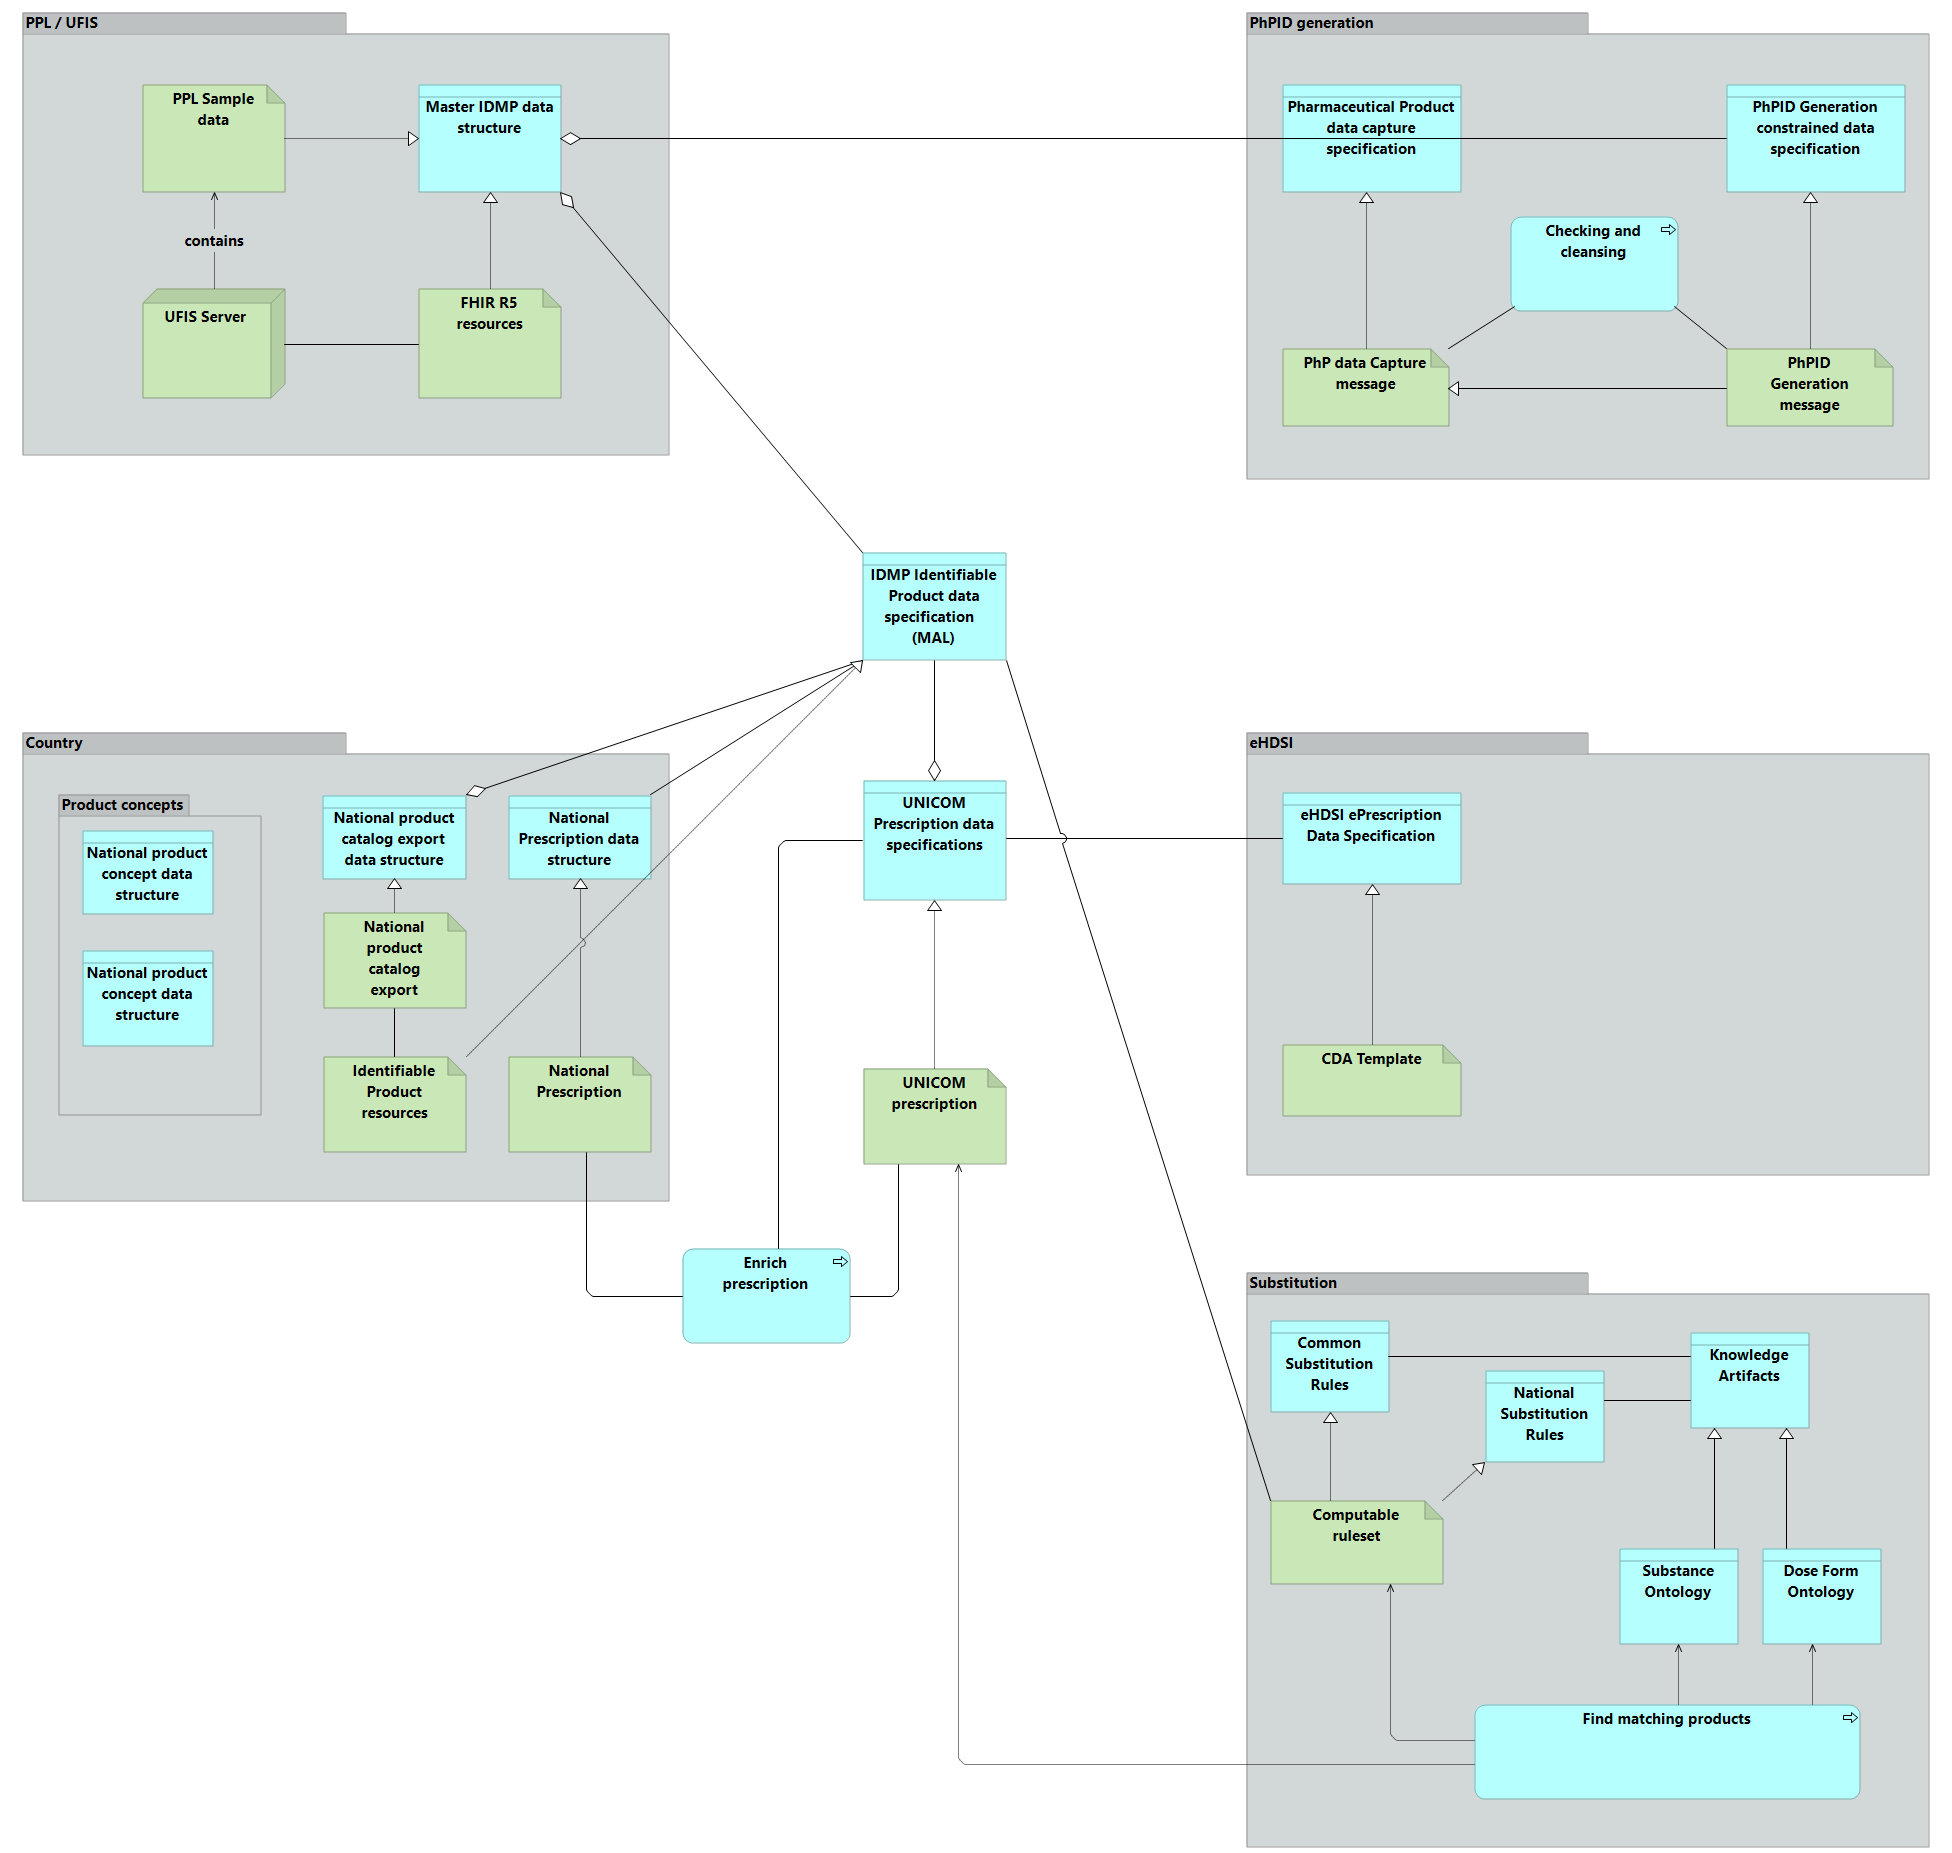 PPL / UFIS
PPL Sample
data
Master IDMP data
structure
contains
UFIS Server
FHIR R5
resources
PhPID generation
Pharmaceutical Product
data capture
specification
PhPID Generation
constrained data
specification
Checking and
cleansing
PhP data Capture
message
PhPID
Generation
message
IDMP Identifiable
Product data
specification
(MAL)
Country
Product concepts
National product
concept data
structure
National product
concept data
structure
National product
catalog export
data structure
National
Prescription data
structure
National
product
catalog
export
Identifiable
Product
resources
National
Prescription
UNICOM
Prescription data
specifications
UNICOM
prescription
Enrich
prescription
eHDSI
eHDSI ePrescription
Data Specification
CDA Template
Substitution
Common
Substitution
Rules
National
Substitution
Rules
Knowledge
Artifacts
Computable
ruleset
Substance
Ontology
Dose Form
Ontology
Find matching products